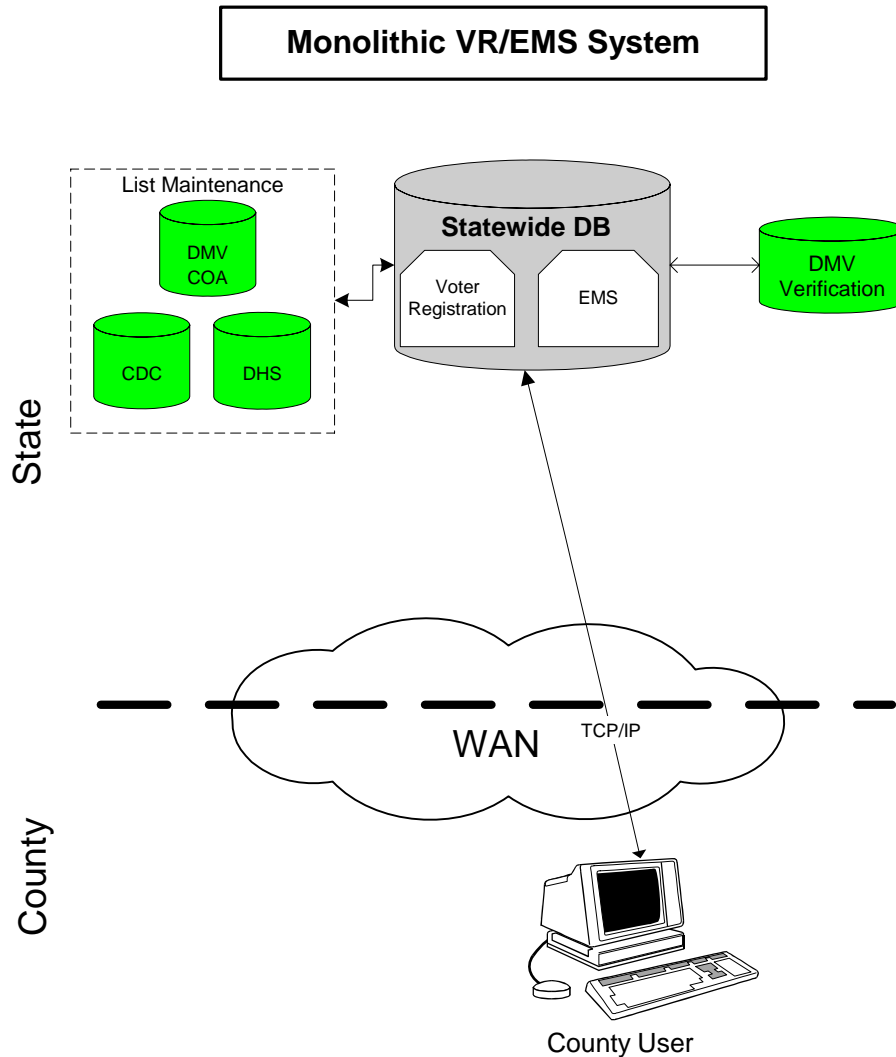 Monolithic VR/EMS System
List Maintenance
DMV
COA
CDC
DHS
Statewide DB
Voter
Registration
EMS
DMV
Verification
State
WAN
TCP/IP
County
County User